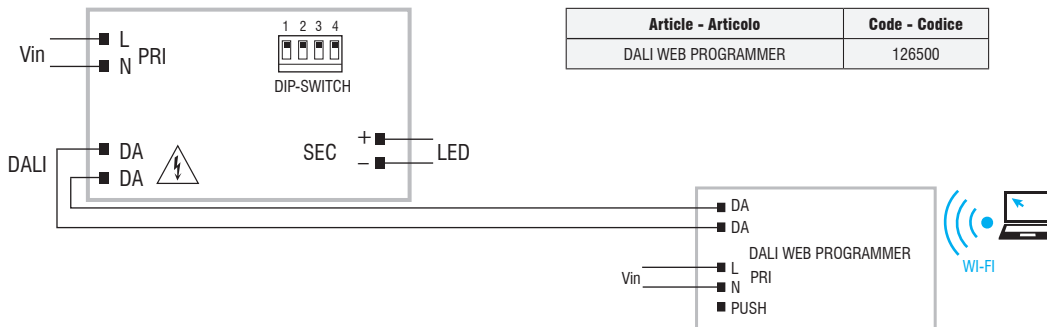 1 2 3 4
DIP-SWITCH
Vin
L
N
PRI
DALI
DA
DA
SEC
+
–
LED
Article - Articolo Code - Codice
DALI WEB PROGRAMMER 126500
DA
DA
DALI WEB PROGRAMMER
Vin
L
N
PRI
PUSH
WI-FI